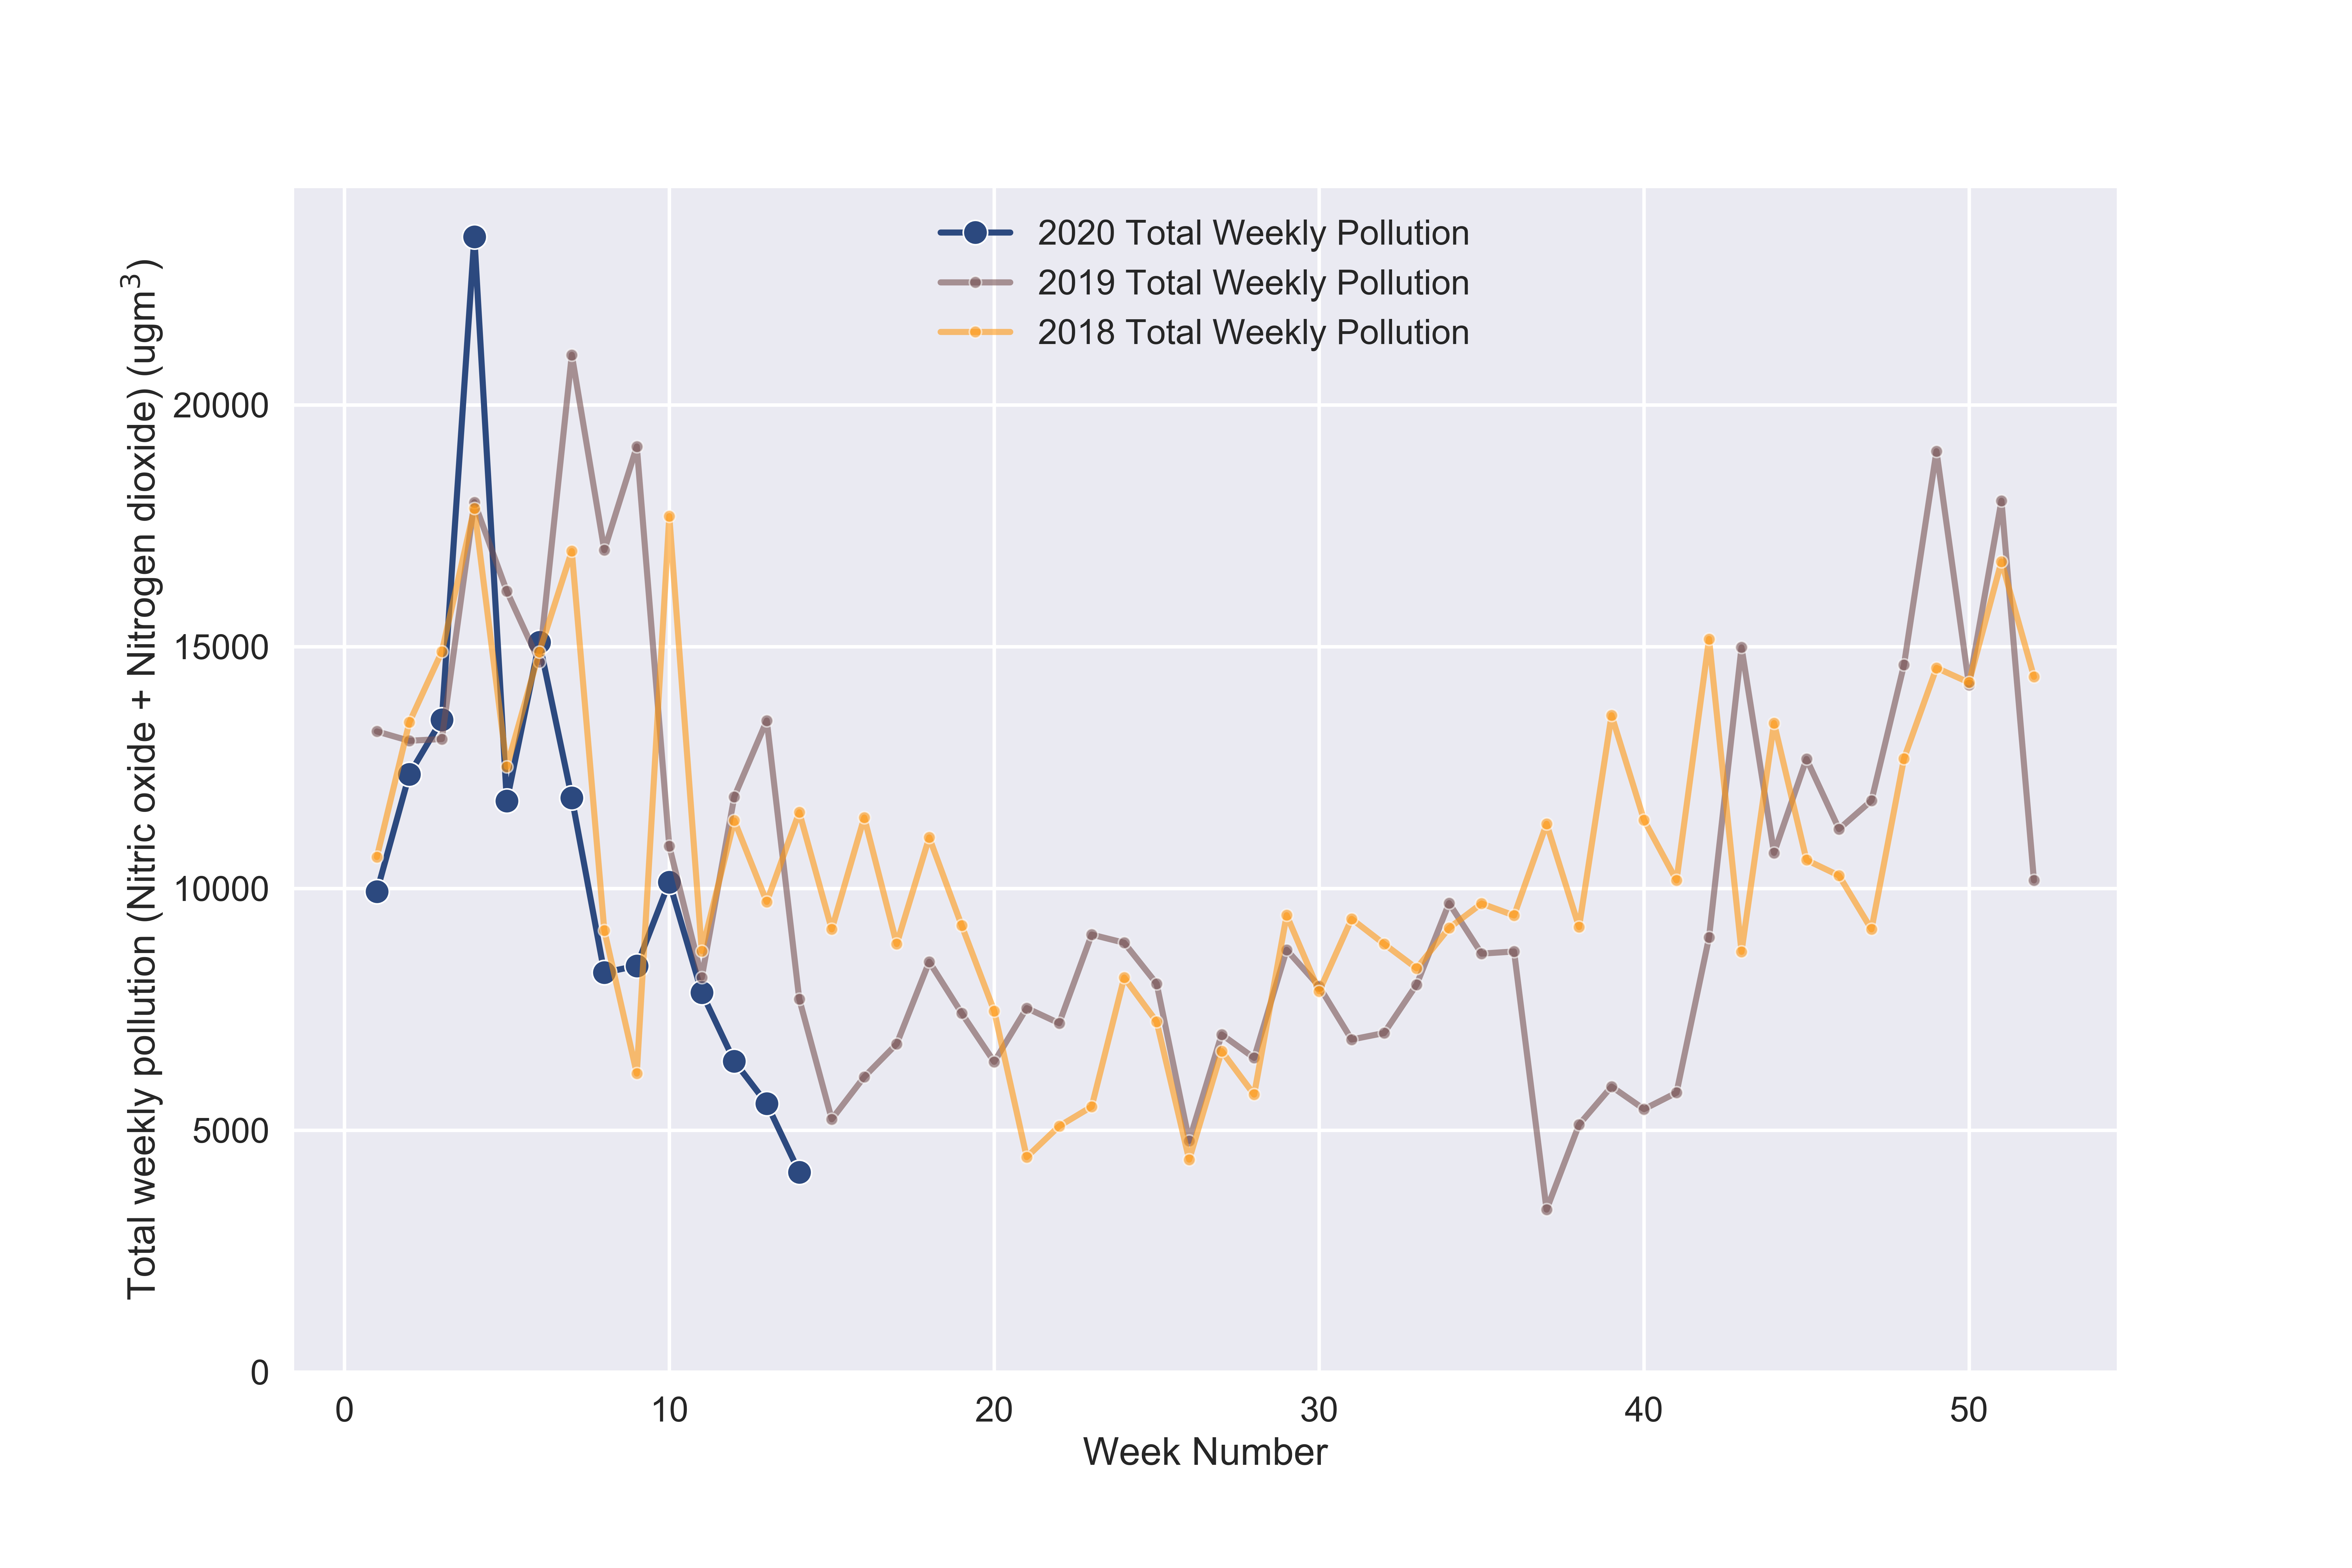 2020 Total Weekly Pollution
2019 Total Weekly Pollution
2018 Total Weekly Pollution
Total weekly pollution (Nitric oxide + Nitrogen dioxide) (ugm³)
20000
15000
10000
5000
0
0 10 20 30 40 50
Week Number